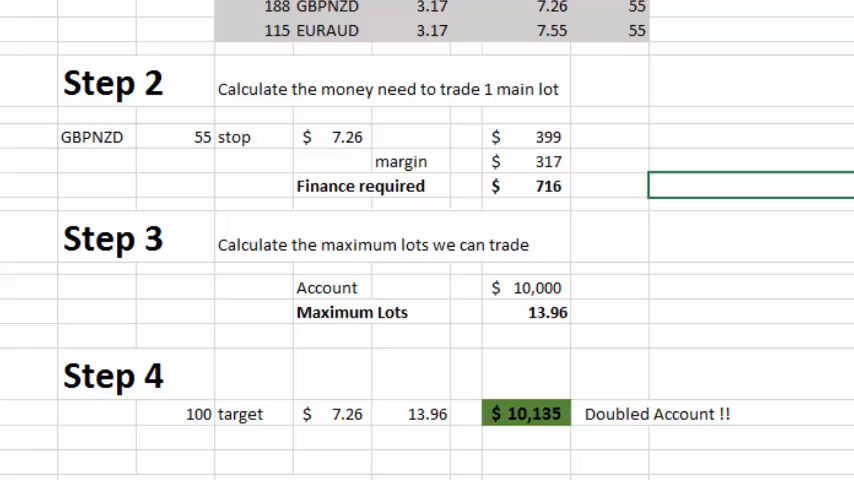 188 GBPNZD 3.17 7.26 55
115 EURAUD 3.17 7.55 55
Step 2 Calculate the money need to trade 1 main lot
GBPNZD 55 stop $ 7.26 $ 399
margin $ 317
Finance required $ 716
Step 3 Calculate the maximum lots we can trade
Account $ 10,000
Maximum Lots 13.96
Step 4
100 target $ 7.26 13.96 $ 10,135 Doubled Account !!